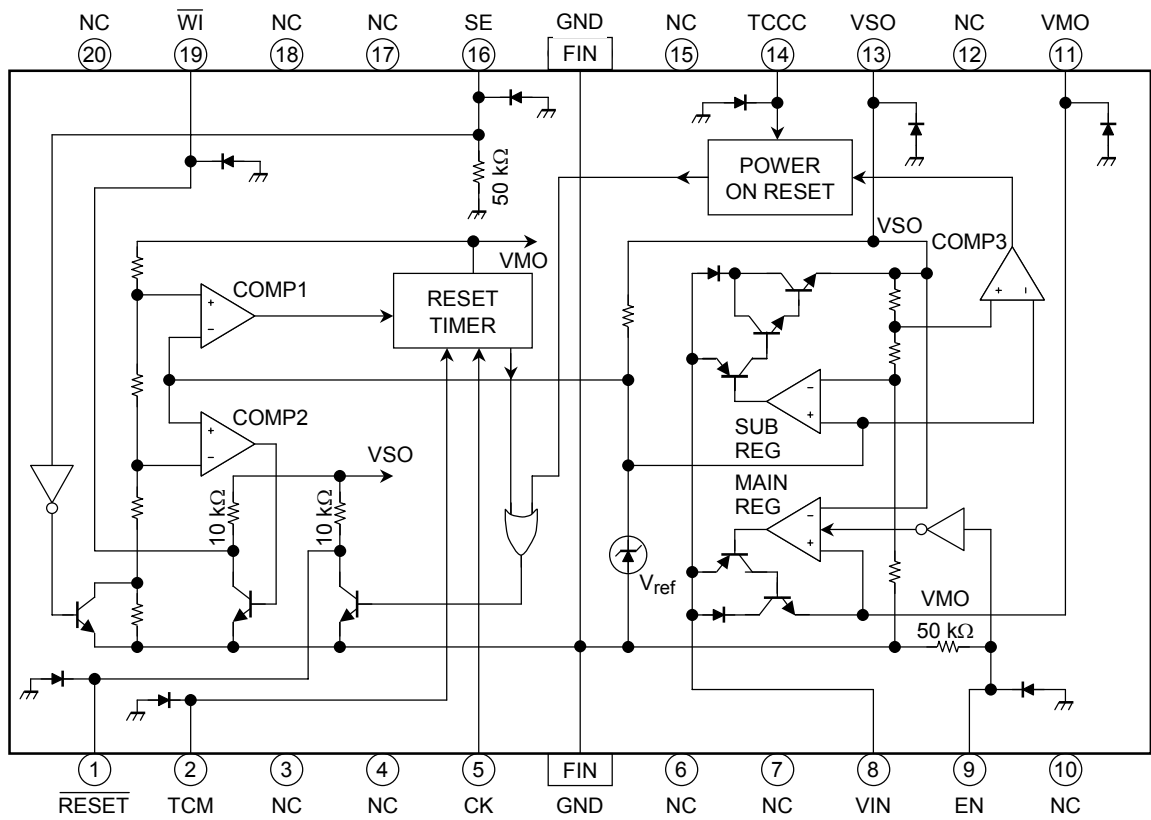 NC WI NC NC SE GND NC TCCC VSO NC VMO
20 19 18 17 16 FIN 15 14 13 12 11
50 kΩ
POWER
ON RESET
VSO
COMP3
VMO
COMP1
+
−
RESET
TIMER
+ −
COMP2
+
−
VSO
10 kΩ
10 kΩ
−
+
SUB
REG
MAIN
REG
−
+
Vref
VMO
50 kΩ
1 2 3 4 5 FIN 6 7 8 9 10
RESET TCM NC NC CK GND NC NC VIN EN NC